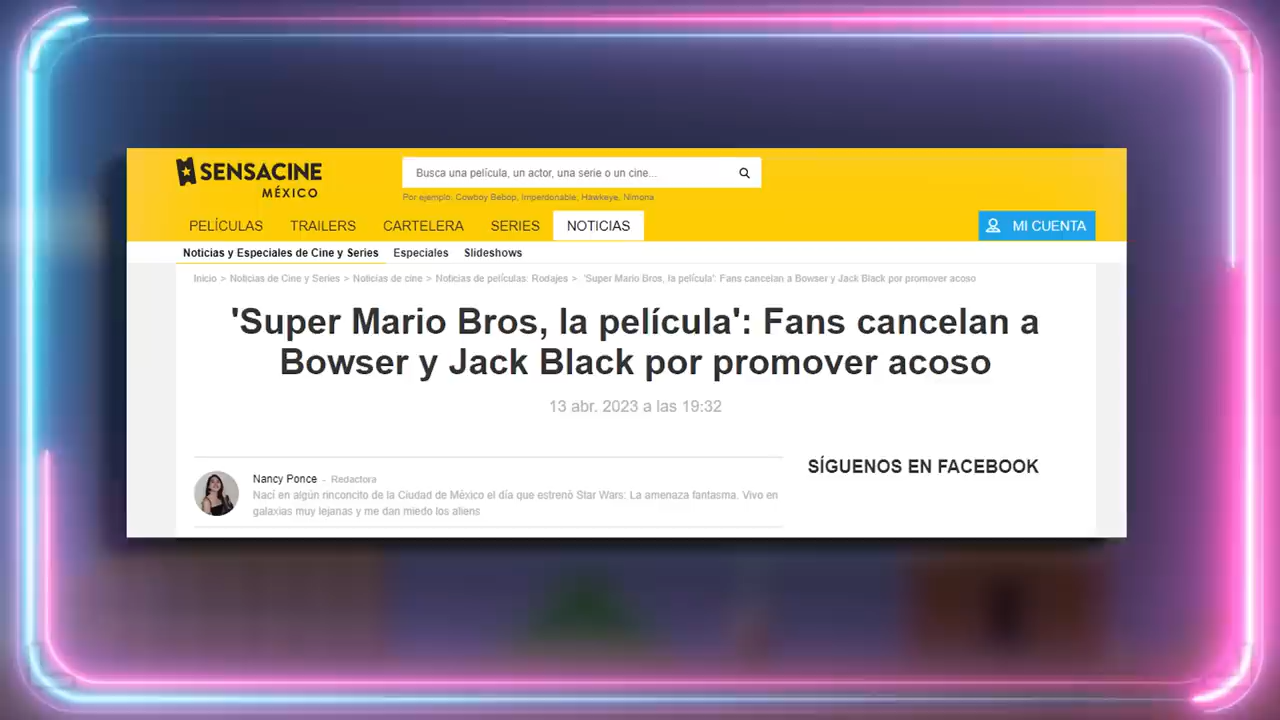 SENSACINE
MÉXICO
Busca una película, un actor, una serie o un cine...
Por ejemplo: Cowboy Bebop, Imperdonable, Hawkeye, Nimona
PELÍCULAS TRAILERS CARTELERA SERIES NOTICIAS MI CUENTA
Noticias y Especiales de Cine y Series Especiales Slideshows
Inicio > Noticias de Cine y Series > Noticias de cine > Noticias de películas: Rodajes > 'Super Mario Bros, la película': Fans cancelan a Bowser y Jack Black por promover acoso
'Super Mario Bros, la película': Fans cancelan a
Bowser y Jack Black por promover acoso
13 abr. 2023 a las 19:32
SÍGUENOS EN FACEBOOK
Nancy Ponce - Redactora
Nací en algún rinconcito de la Ciudad de México el día que estrenó Star Wars: La amenaza fantasma. Vivo en
galaxias muy lejanas y me dan miedo los aliens